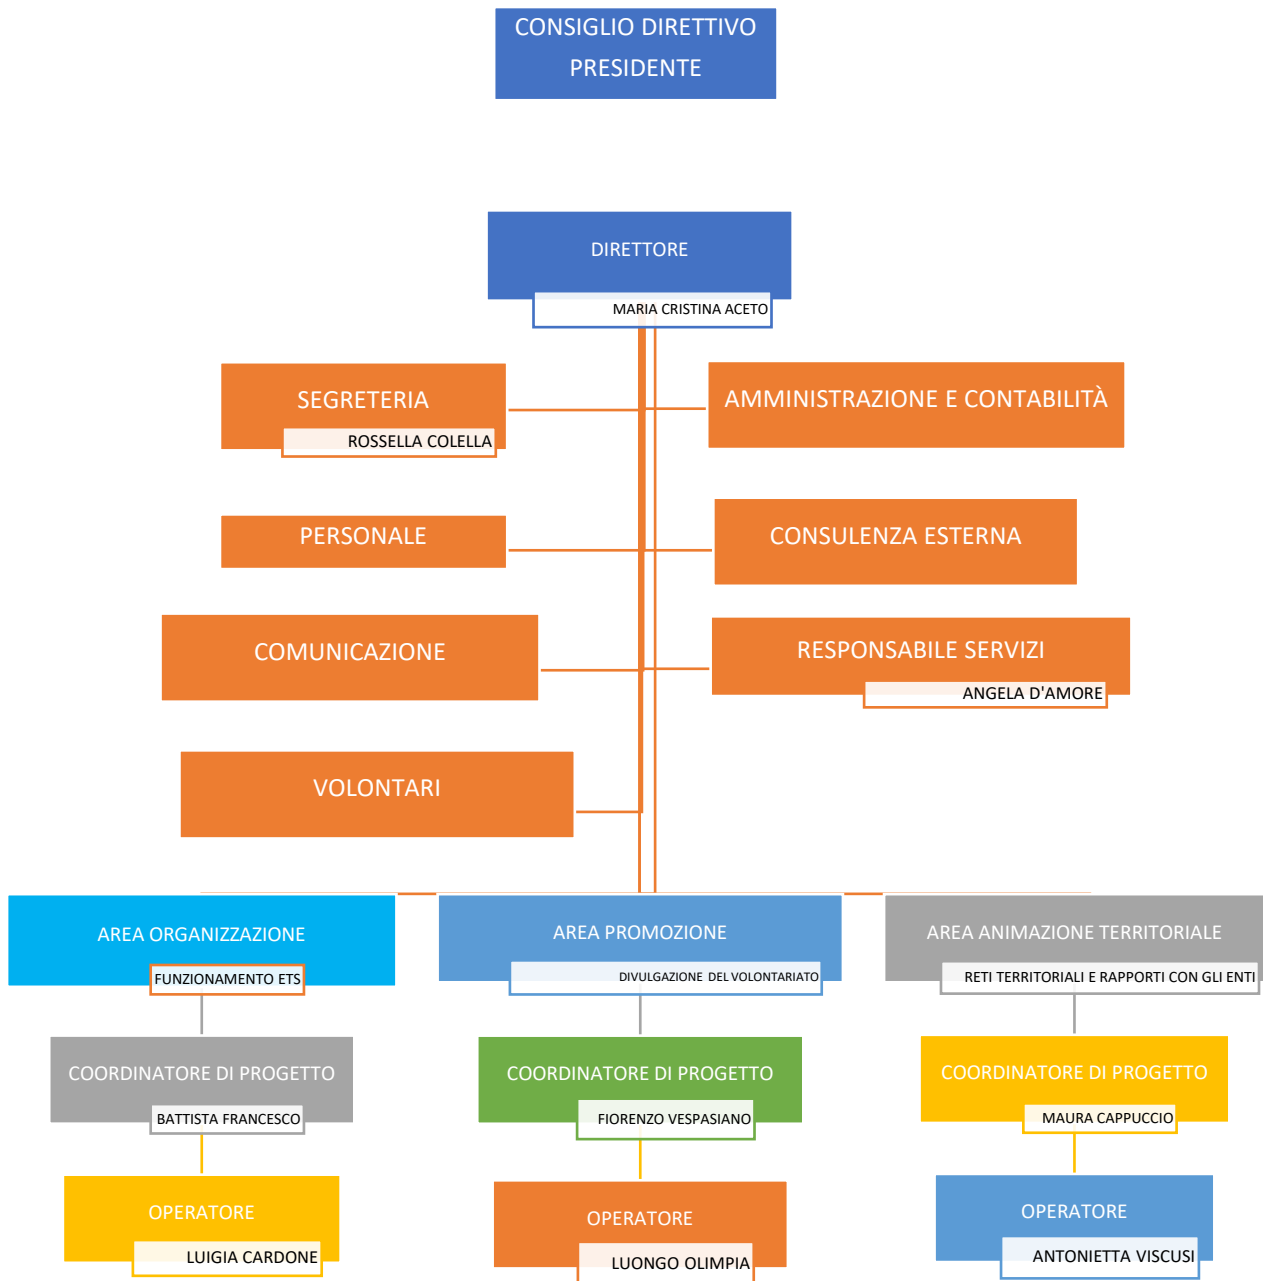 CONSIGLIO DIRETTIVO
PRESIDENTE
DIRETTORE
MARIA CRISTINA ACETO
SEGRETERIA
ROSSELLA COLELLA
AMMINISTRAZIONE E CONTABILITÀ
PERSONALE
CONSULENZA ESTERNA
COMUNICAZIONE
RESPONSABILE SERVIZI
ANGELA D'AMORE
VOLONTARI
AREA ORGANIZZAZIONE
FUNZIONAMENTO ETS
AREA PROMOZIONE
DIVULGAZIONE DEL VOLONTARIATO
AREA ANIMAZIONE TERRITORIALE
RETI TERRITORIALI E RAPPORTI CON GLI ENTI
COORDINATORE DI PROGETTO
BATTISTA FRANCESCO
COORDINATORE DI PROGETTO
FIORENZO VESPASIANO
COORDINATORE DI PROGETTO
MAURA CAPPUCCIO
OPERATORE
LUIGIA CARDONE
OPERATORE
LUONGO OLIMPIA
OPERATORE
ANTONIETTA VISCUSI